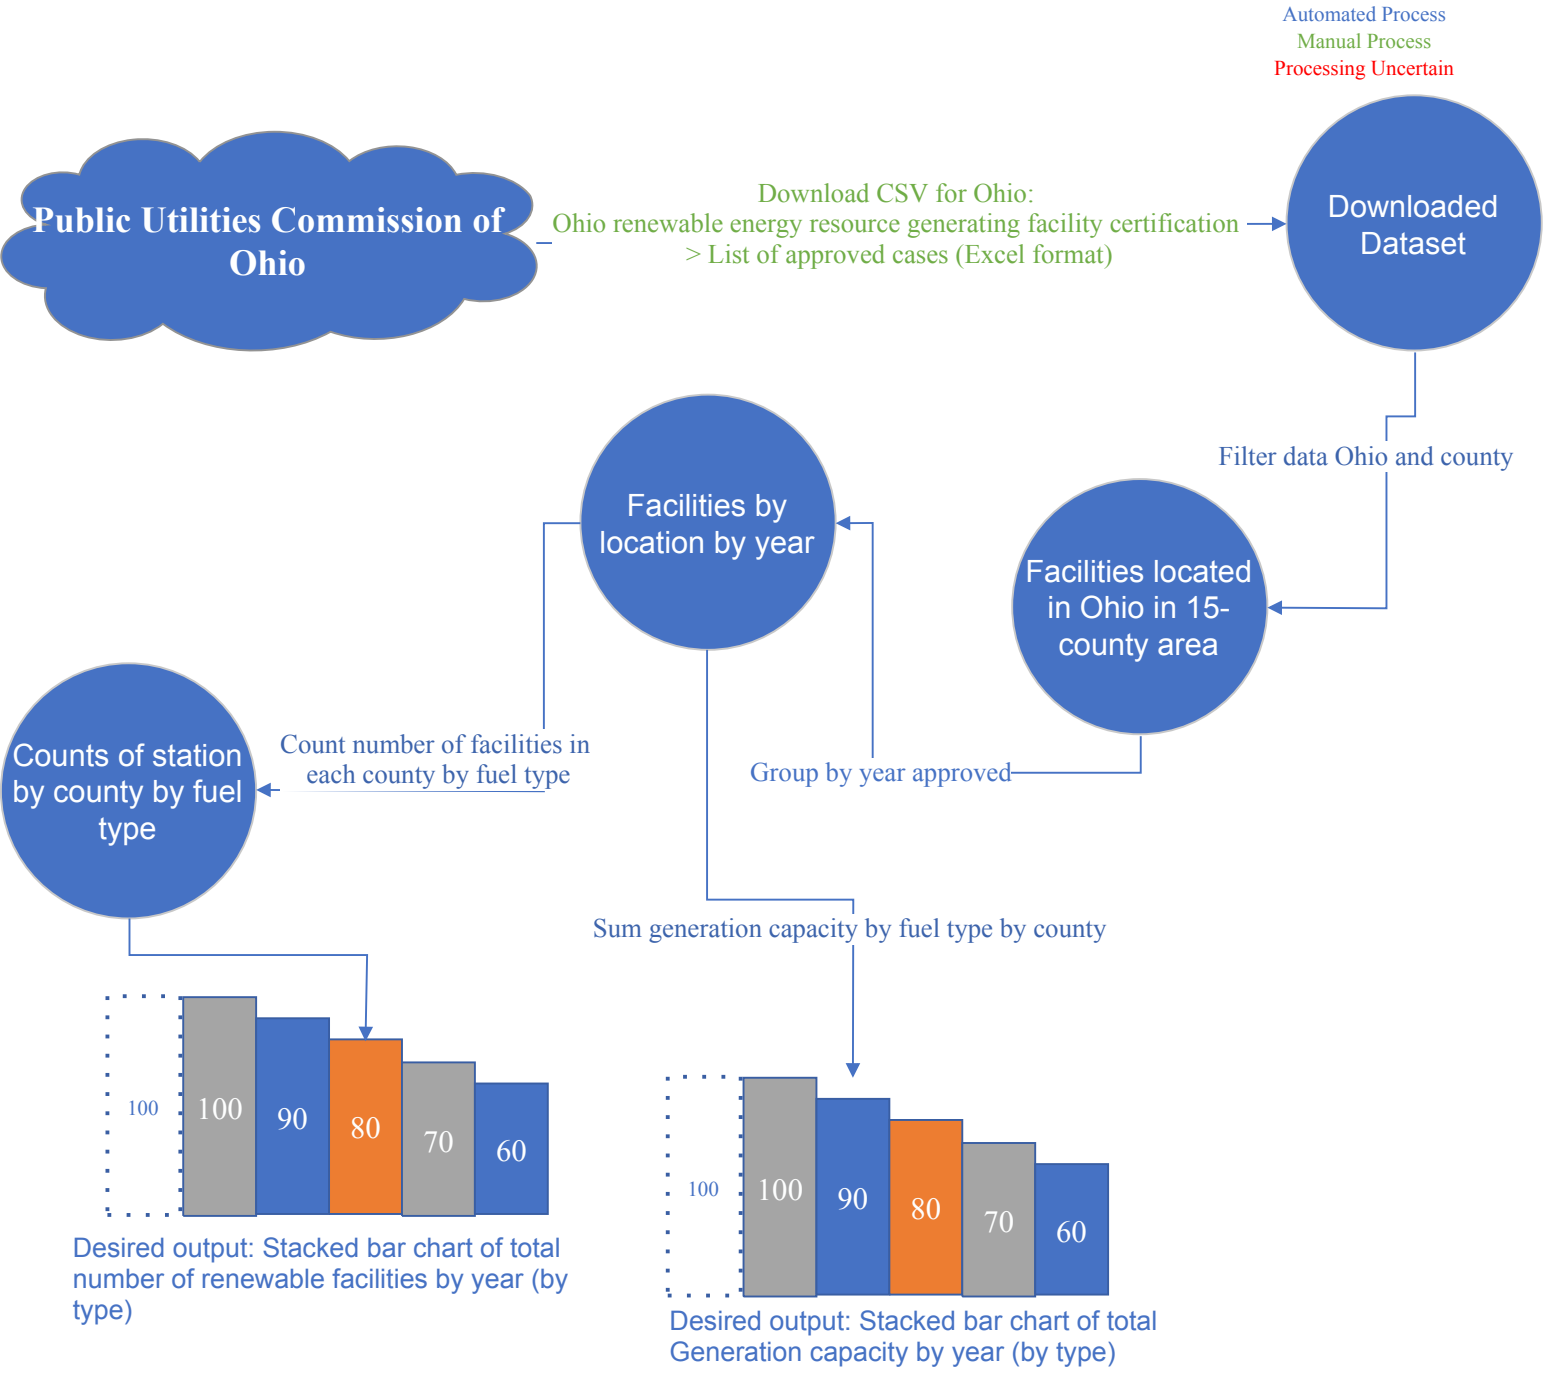 Automated Process
Manual Process
Processing Uncertain
Public Utilities Commission of
Ohio
Download CSV for Ohio:
Ohio renewable energy resource generating facility certification
> List of approved cases (Excel format)
Downloaded
Dataset
Filter data Ohio and county
Facilities by
location by year
Facilities located
in Ohio in 15-
county area
Group by year approved
Count number of facilities in
each county by fuel type
Counts of station
by county by fuel
type
Sum generation capacity by fuel type by county
100
100
90
80
70
60
Desired output: Stacked bar chart of total
number of renewable facilities by year (by
type)
100
100
90
80
70
60
Desired output: Stacked bar chart of total
Generation capacity by year (by type)